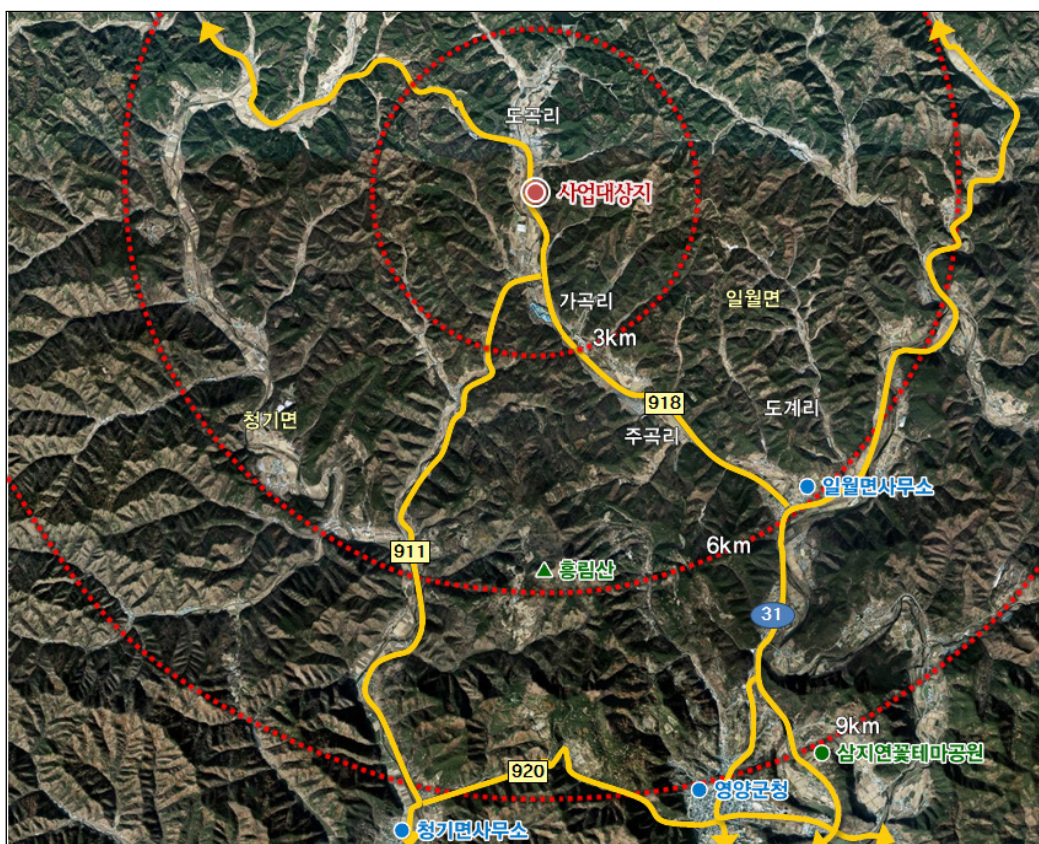 도곡리
사업대상지
가곡리
일월면
3km
918
청기면
도계리
주곡리
일월면사무소
6km
911
흥림산
31
9km
삼지연꽃테마공원
920
영양군청
청기면사무소